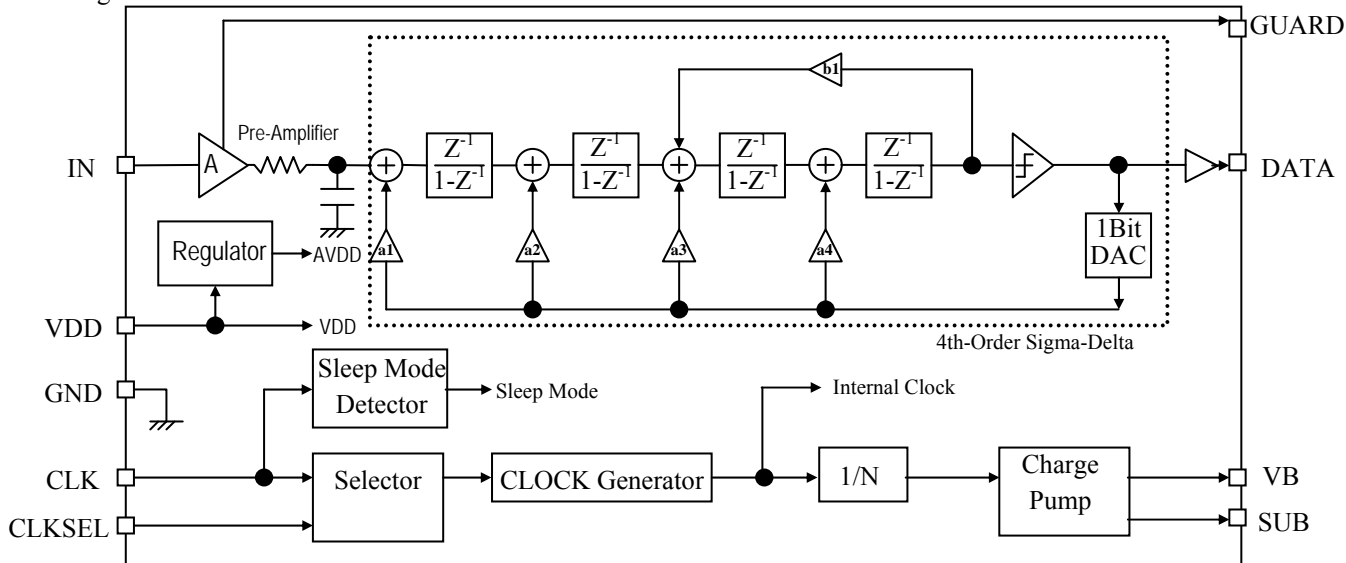 GUARD
b1
Pre-Amplifier
IN
A
Z-1
1-Z-1
Z-1
1-Z-1
Z-1
1-Z-1
Z-1
1-Z-1
DATA
a1
a2
a3
a4
1Bit
DAC
Regulator
AVDD
VDD
VDD
4th-Order Sigma-Delta
GND
Sleep Mode
Detector
Sleep Mode
Internal Clock
CLK
Selector
CLOCK Generator
1/N
Charge
Pump
VB
CLKSEL
SUB